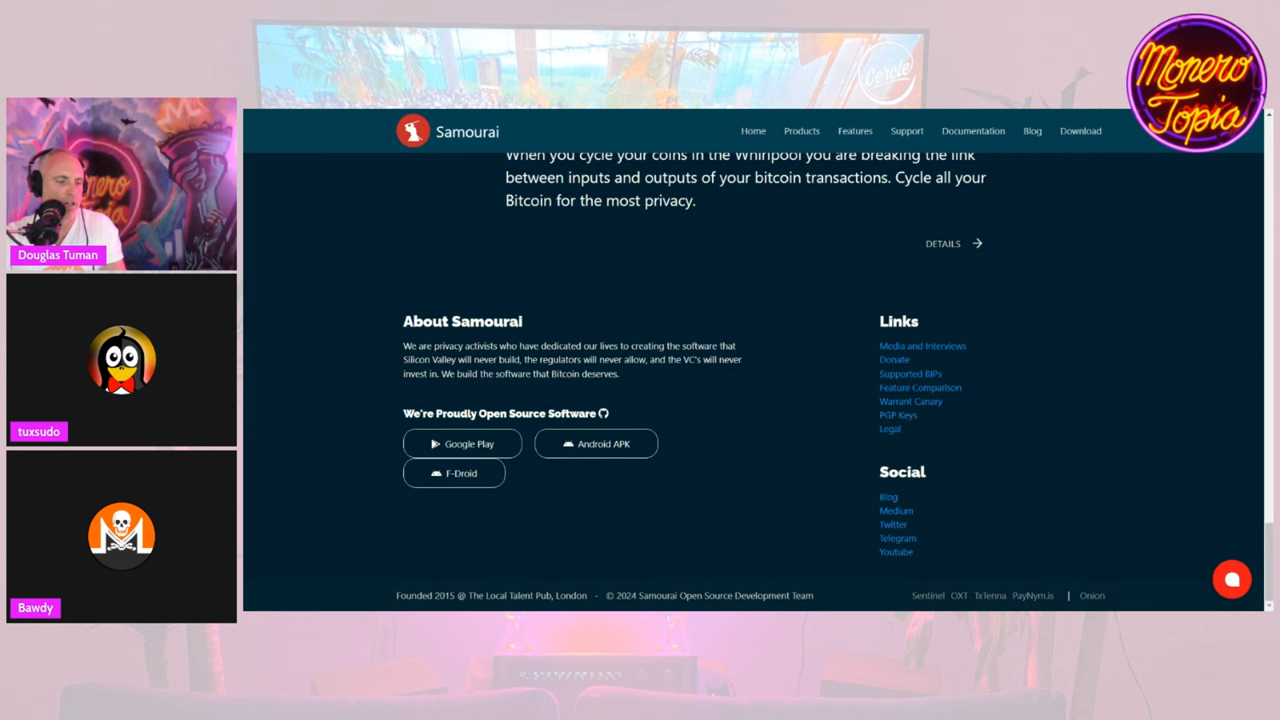 Cercle
Monero
Topia
Samourai
Home Products Features Support Documentation Blog Download
When you cycle your coins in the Whirlpool you are breaking the link
between inputs and outputs of your bitcoin transactions. Cycle all your
Bitcoin for the most privacy.
DETAILS
Douglas Tuman
About Samourai
We are privacy activists who have dedicated our lives to creating the software that
Silicon Valley will never build, the regulators will never allow, and the VC's will never
invest in. We build the software that Bitcoin deserves.
We're Proudly Open Source Software
Google Play
Android APK
F-Droid
Links
Media and Interviews
Donate
Supported BIPs
Feature Comparison
Warrant Canary
PGP Keys
Legal
Social
Blog
Medium
Twitter
Telegram
Youtube
tuxsudo
Bawdy
Founded 2015 @ The Local Talent Pub, London - © 2024 Samourai Open Source Development Team
Sentinel OXT TxTenna PayNym.is | Onion